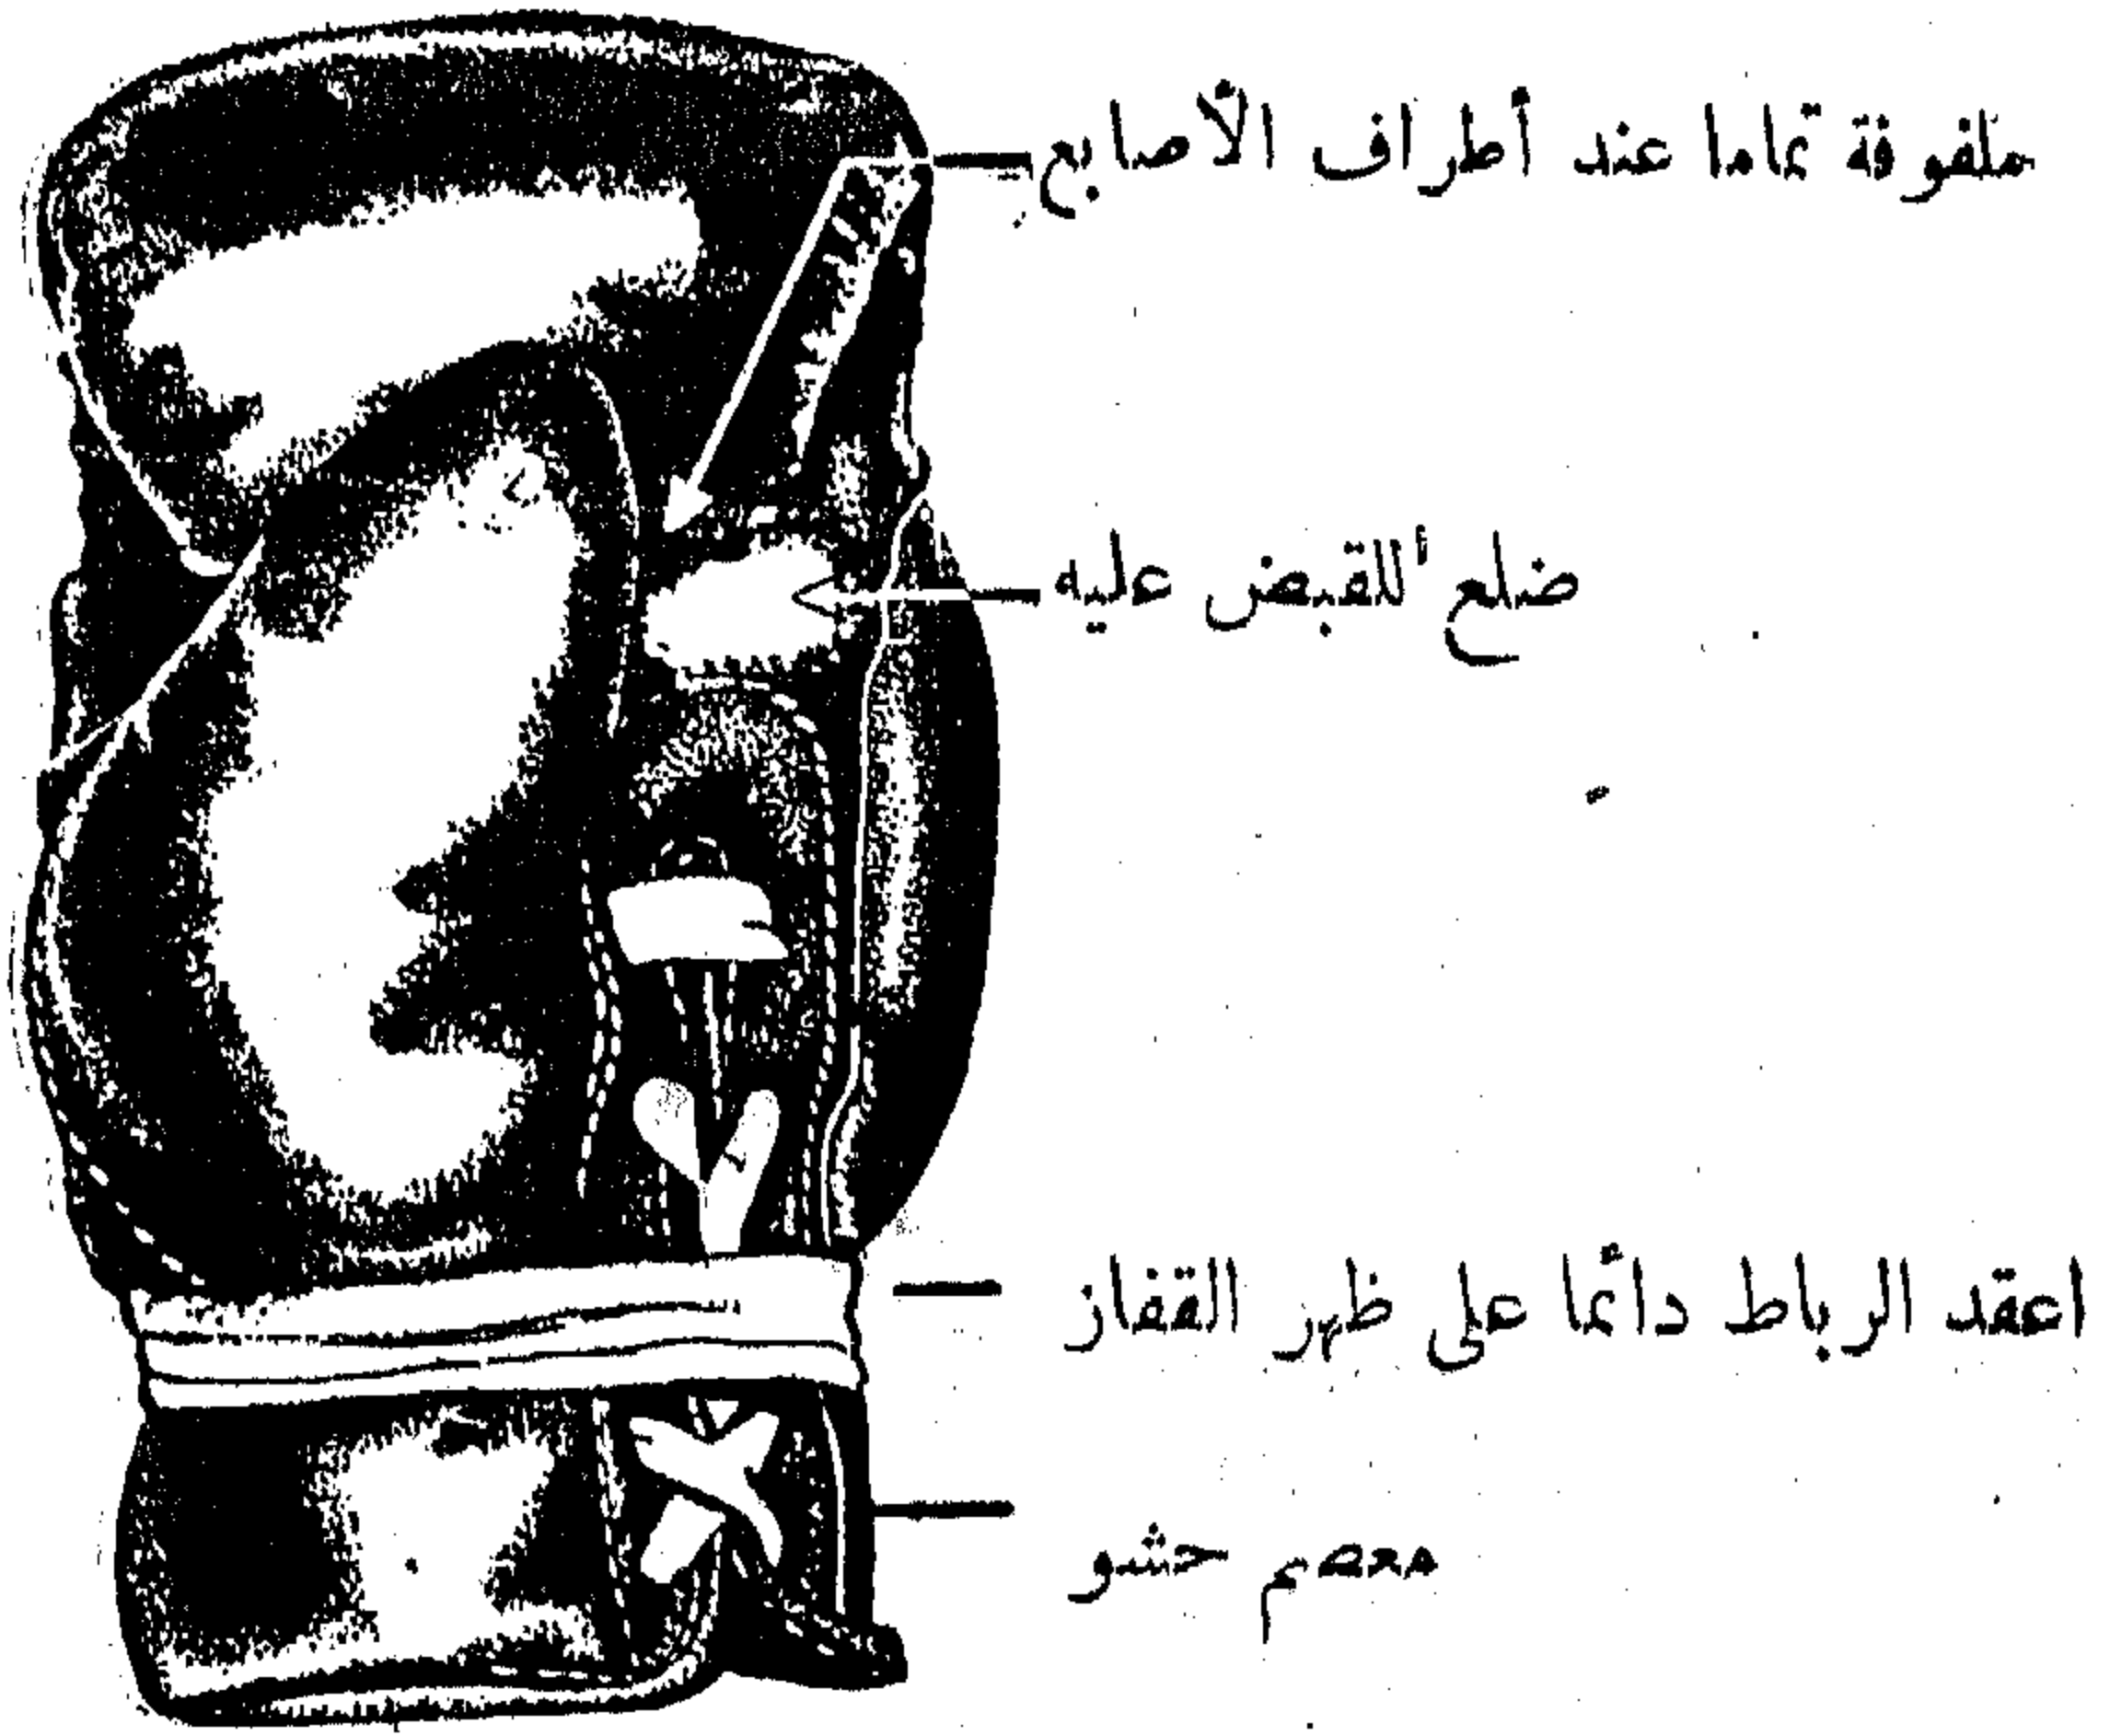 ملفوفة تماما عند أطراف الأصابع
ضلع للقبض عليه
اعقد الرباط دائما على ظهر القفاز
معصم حشو